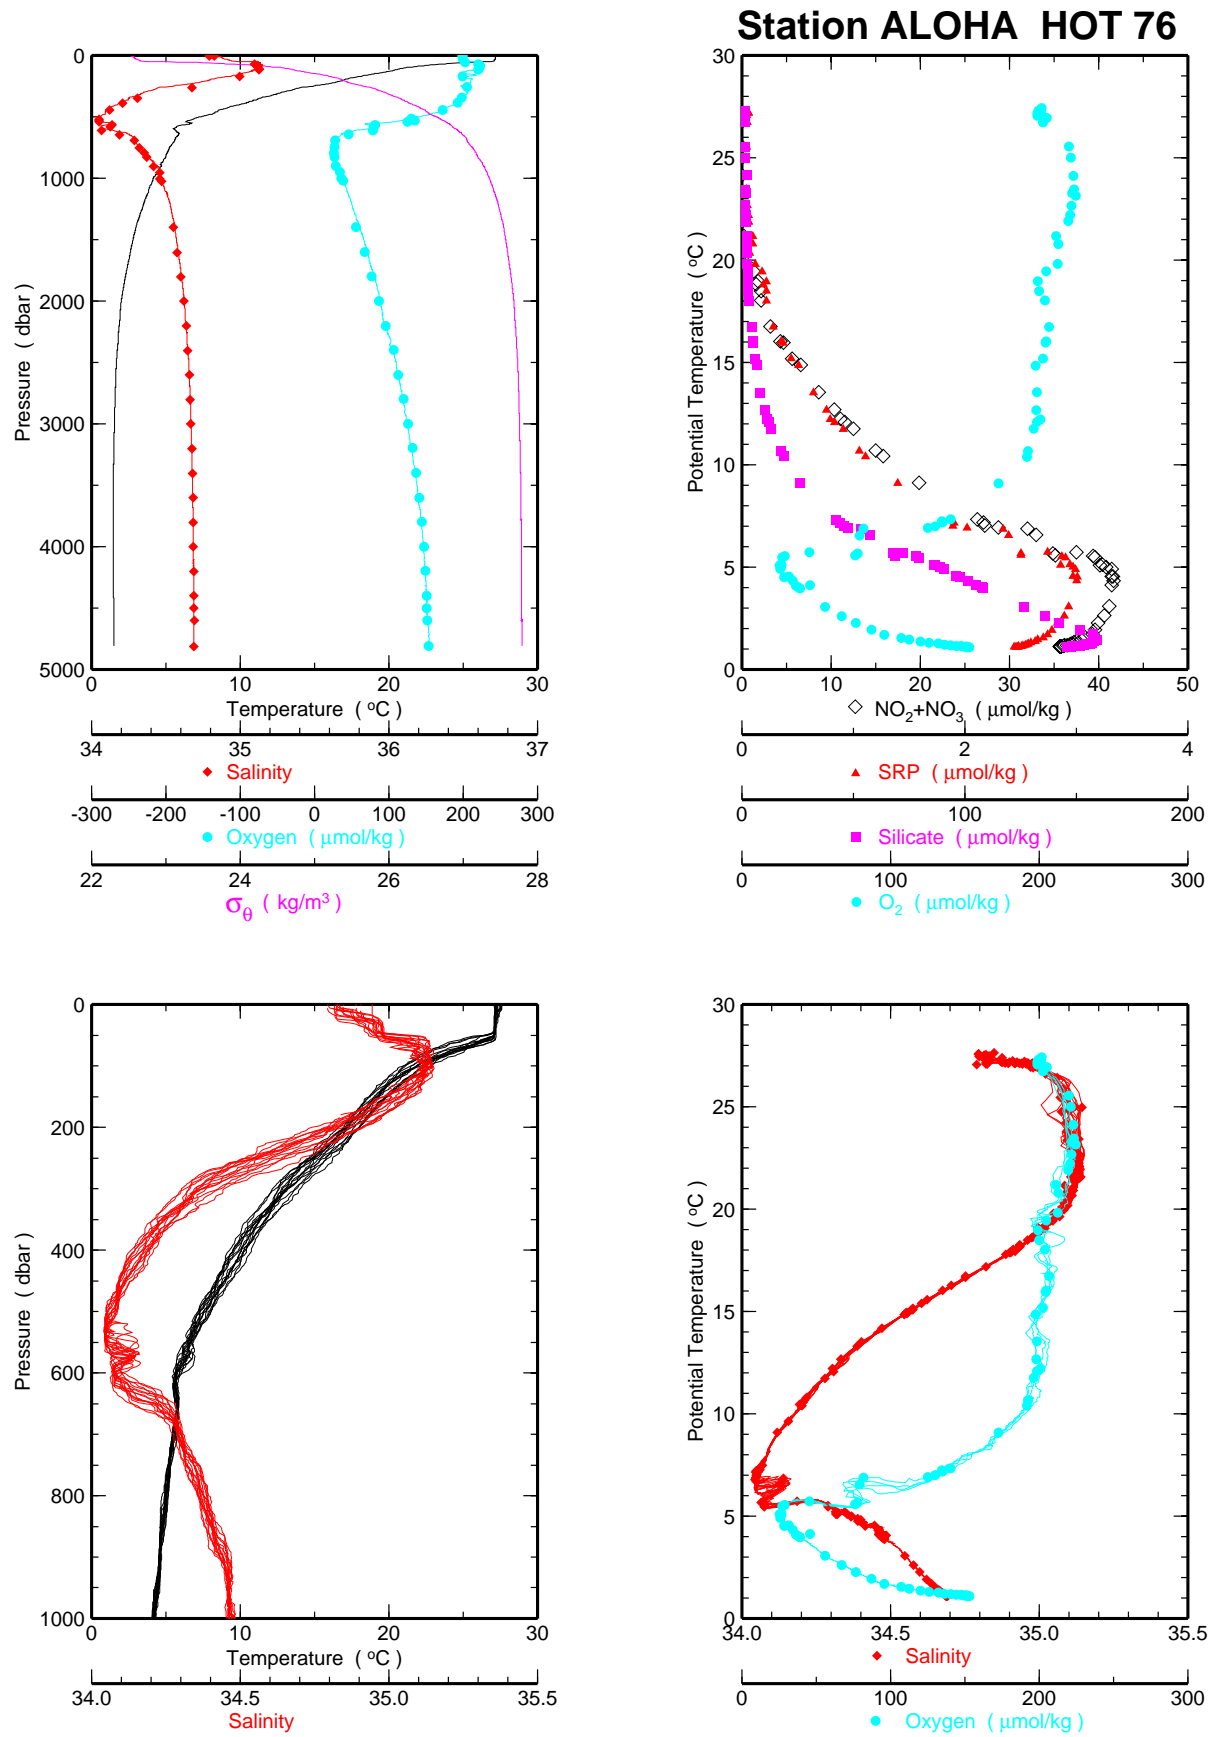 Station ALOHA HOT 76
0
1000
2000
3000
4000
5000
Pressure ( dbar )
0 10 20 30
Temperature ( °C )
34 35 36 37
Salinity
-300 -200 -100 0 100 200 300
Oxygen ( μmol/kg )
22 23 24 25 26 27 28
σθ ( kg/m³ )
30
25
20
15
10
5
0
Potential Temperature ( °C )
0 10 20 30 40 50
NO₂+NO₃ ( μmol/kg )
0 2 4
SRP ( μmol/kg )
0 100 200
Silicate ( μmol/kg )
0 100 200 300
O₂ ( μmol/kg )
0
200
400
600
800
1000
Pressure ( dbar )
0 10 20 30
Temperature ( °C )
34.0 34.5 35.0 35.5
Salinity
30
25
20
15
10
5
0
Potential Temperature ( °C )
34.0 34.5 35.0 35.5
Salinity
0 100 200 300
Oxygen ( μmol/kg )